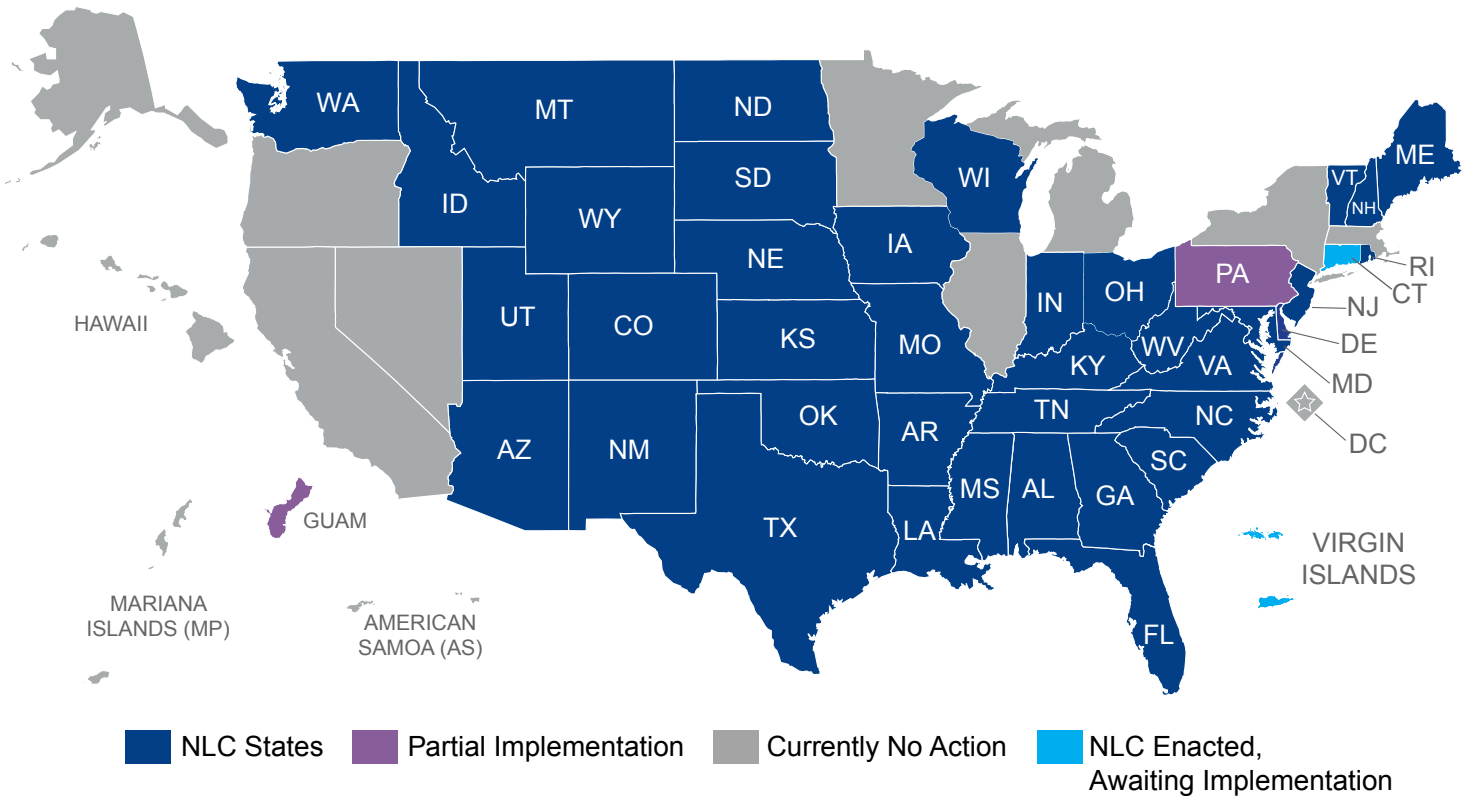 WA
MT
ND
ME
VT
SD
WI
ID
NH
WY
IA
NE
RI
PA
OH
CT
IN
NJ
UT
CO
KS
MO
WV
DE
KY
VA
MD
TN
OK
NC
AR
DC
AZ
NM
SC
MS
AL
GA
TX
LA
FL
HAWAII
GUAM
MARIANA
ISLANDS (MP)
AMERICAN
SAMOA (AS)
VIRGIN
ISLANDS
NLC States
Partial Implementation
Currently No Action
NLC Enacted,
Awaiting Implementation